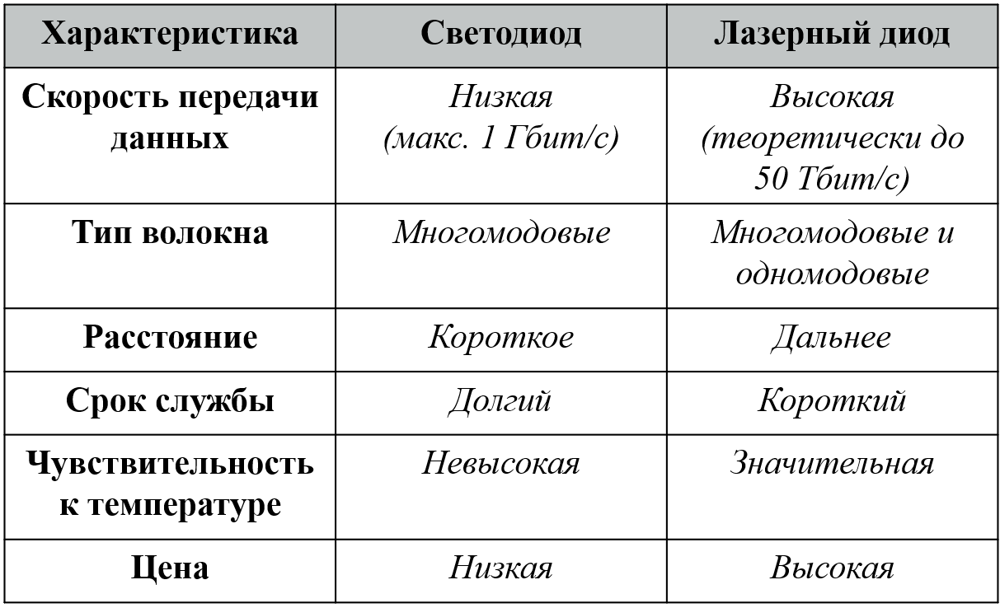 Характеристика Светодиод Лазерный диод
Скорость передачи Низкая Высокая
данных (макс. 1 Гбит/с) (теоретически до
50 Тбит/с)
Тип волокна Многомодовые Многомодовые и
одномодовые
Расстояние Короткое Дальнее
Срок службы Долгий Короткий
Чувствительность Невысокая Значительная
к температуре
Цена Низкая Высокая